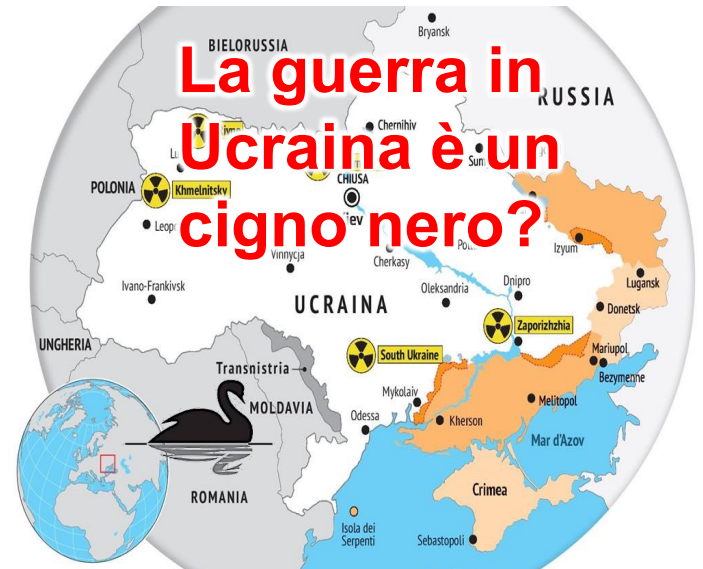 La guerra in
Ucraina è un
cigno nero?
BIELORUSSIA
Bryansk
RUSSIA
Chernihiv
POLONIA
Khmelnitsky
CHIUSA
Izyum
Vinnycja
Cherkasy
Ivano-Frankivsk
Oleksandria
Dnipro
Lugansk
UCRAINA
Donetsk
Zaporizhzhia
UNGHERIA
South Ukraine
Mariupol
Transnistria
Bezymenne
Mykolaiv
Melitopol
MOLDAVIA
Odessa
Kherson
Mar d'Azov
ROMANIA
Crimea
Isola dei
Serpenti
Sebastopoli